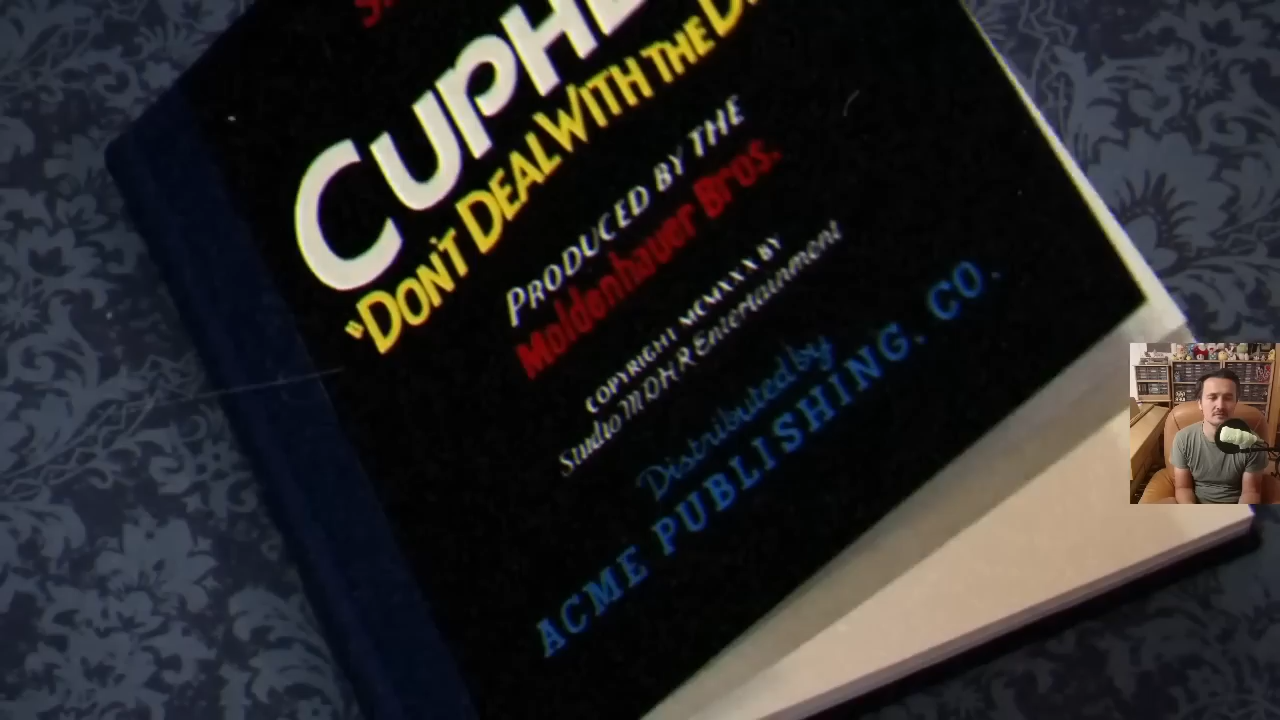 CUPHE
"DON'T DEAL WITH THE D
PRODUCED BY THE
Moldenhauer Bros.
COPYRIGHT MCMXXX BY
Studio MDHR Entertainment
Distributed by
ACME PUBLISHING. CO.